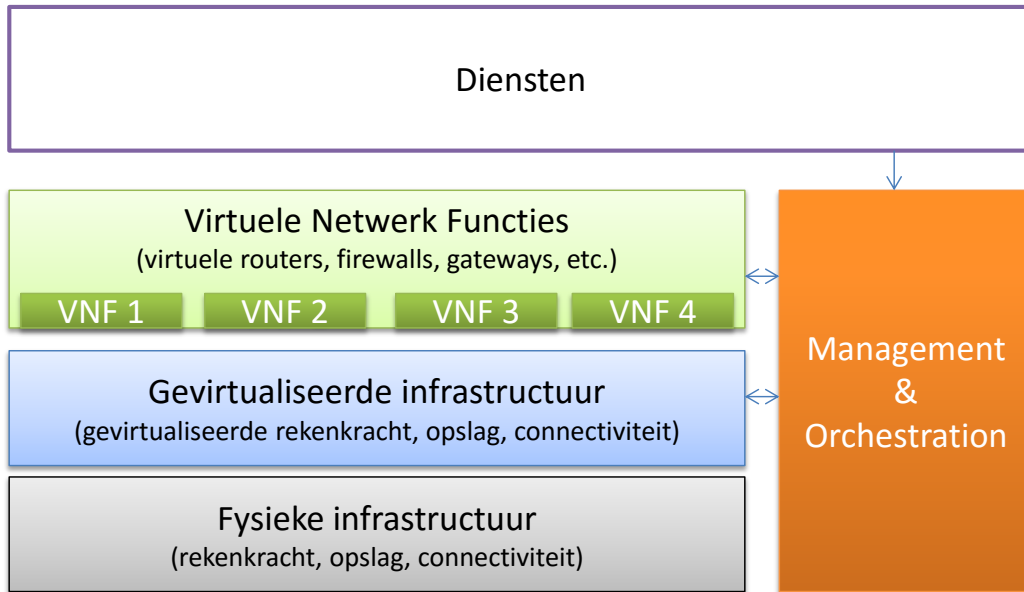 Diensten
Virtuele Netwerk Functies
(virtuele routers, firewalls, gateways, etc.)
VNF 1
VNF 2
VNF 3
VNF 4
Gevirtualiseerde infrastructuur
(gevirtualiseerde rekenkracht, opslag, connectiviteit)
Fysieke infrastructuur
(rekenkracht, opslag, connectiviteit)
Management
&
Orchestration